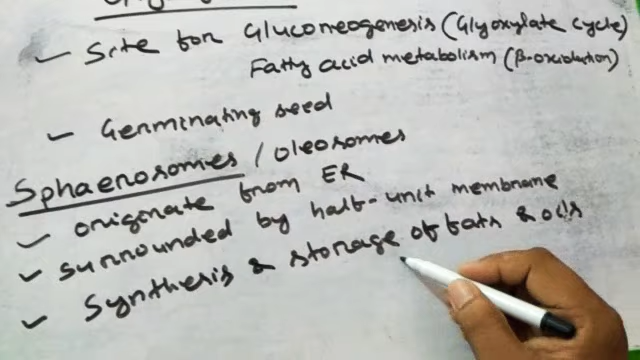 ✓ Site for Gluconeogenesis (Glyoxylate cycle)
Fatty acid metabolism (β-oxidation)
✓ Germinating seed
Sphaerosomes / oleosomes
✓ originate from ER
✓ surrounded by half-unit membrane
✓ Synthesis & storage of fats & oils